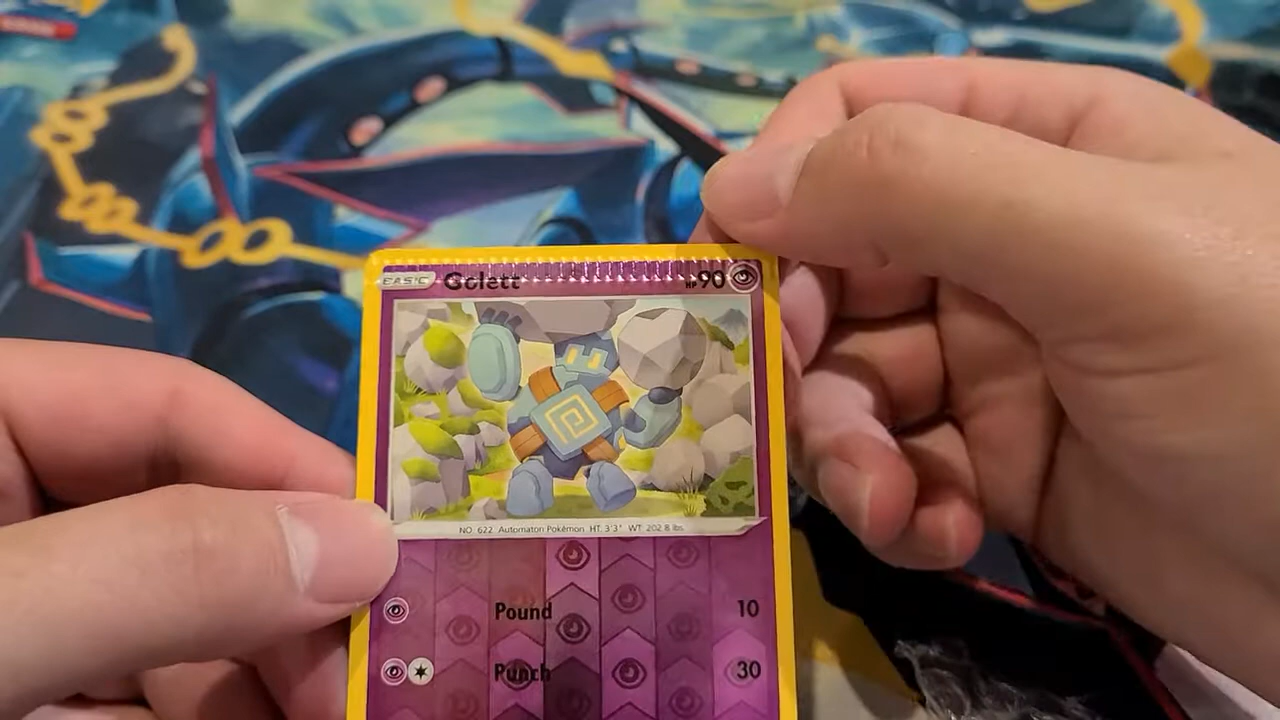 BASIC Golett HP 90
NO. 622 Automaton Pokémon HT: 3'3" WT: 202.8 lbs.
Pound 10
Punch 30